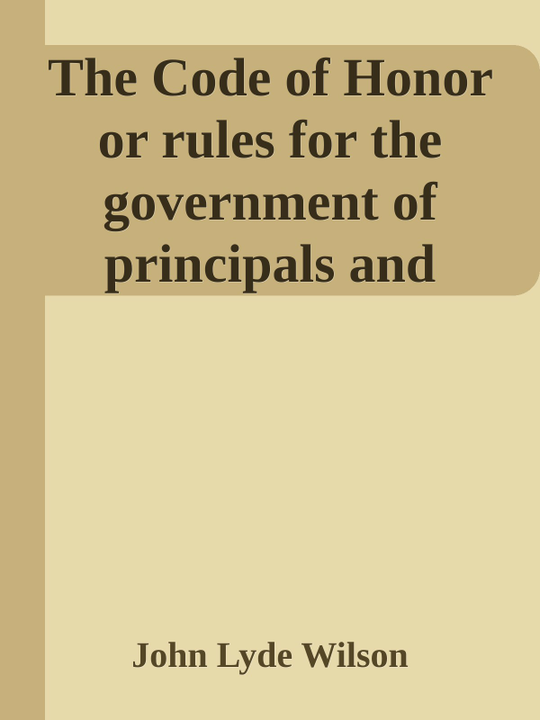 The Code of Honor
or rules for the
government of
principals and
John Lyde Wilson